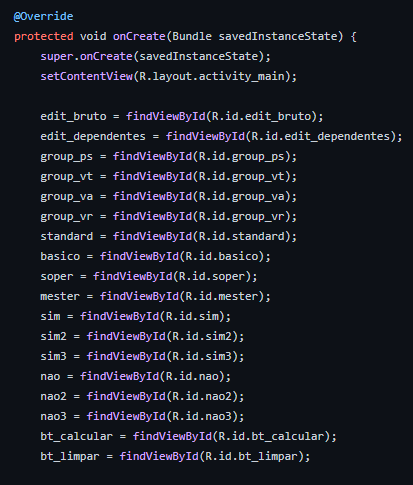 @Override
protected void onCreate(Bundle savedInstanceState) {
super.onCreate(savedInstanceState);
setContentView(R.layout.activity_main);
edit_bruto = findViewById(R.id.edit_bruto);
edit_dependentes = findViewById(R.id.edit_dependentes);
group_ps = findViewById(R.id.group_ps);
group_vt = findViewById(R.id.group_vt);
group_va = findViewById(R.id.group_va);
group_vr = findViewById(R.id.group_vr);
standard = findViewById(R.id.standard);
basico = findViewById(R.id.basico);
soper = findViewById(R.id.soper);
mester = findViewById(R.id.mester);
sim = findViewById(R.id.sim);
sim2 = findViewById(R.id.sim2);
sim3 = findViewById(R.id.sim3);
nao = findViewById(R.id.nao);
nao2 = findViewById(R.id.nao2);
nao3 = findViewById(R.id.nao3);
bt_calcular = findViewById(R.id.bt_calcular);
bt_limpar = findViewById(R.id.bt_limpar);